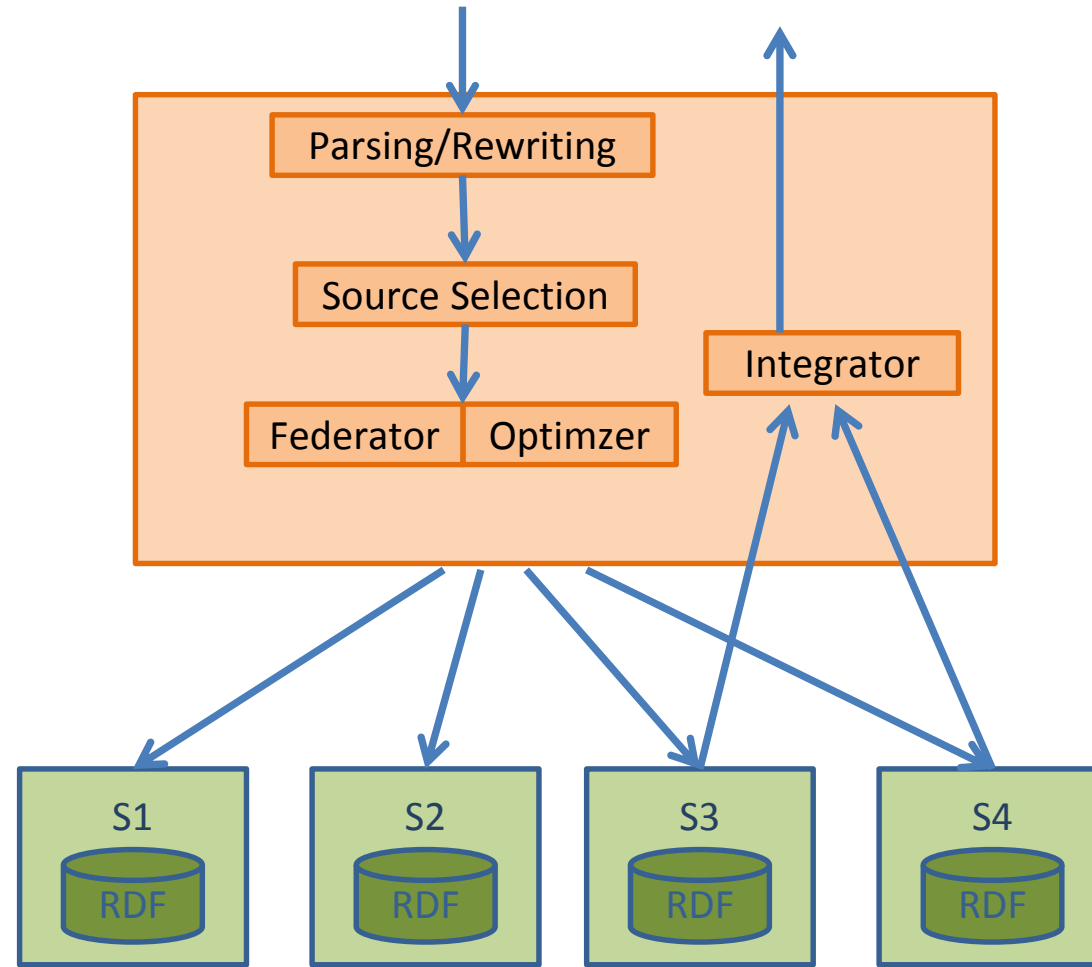 Parsing/Rewriting
Source Selection
Integrator
Federator Optimzer
S1 S2 S3 S4
RDF RDF RDF RDF